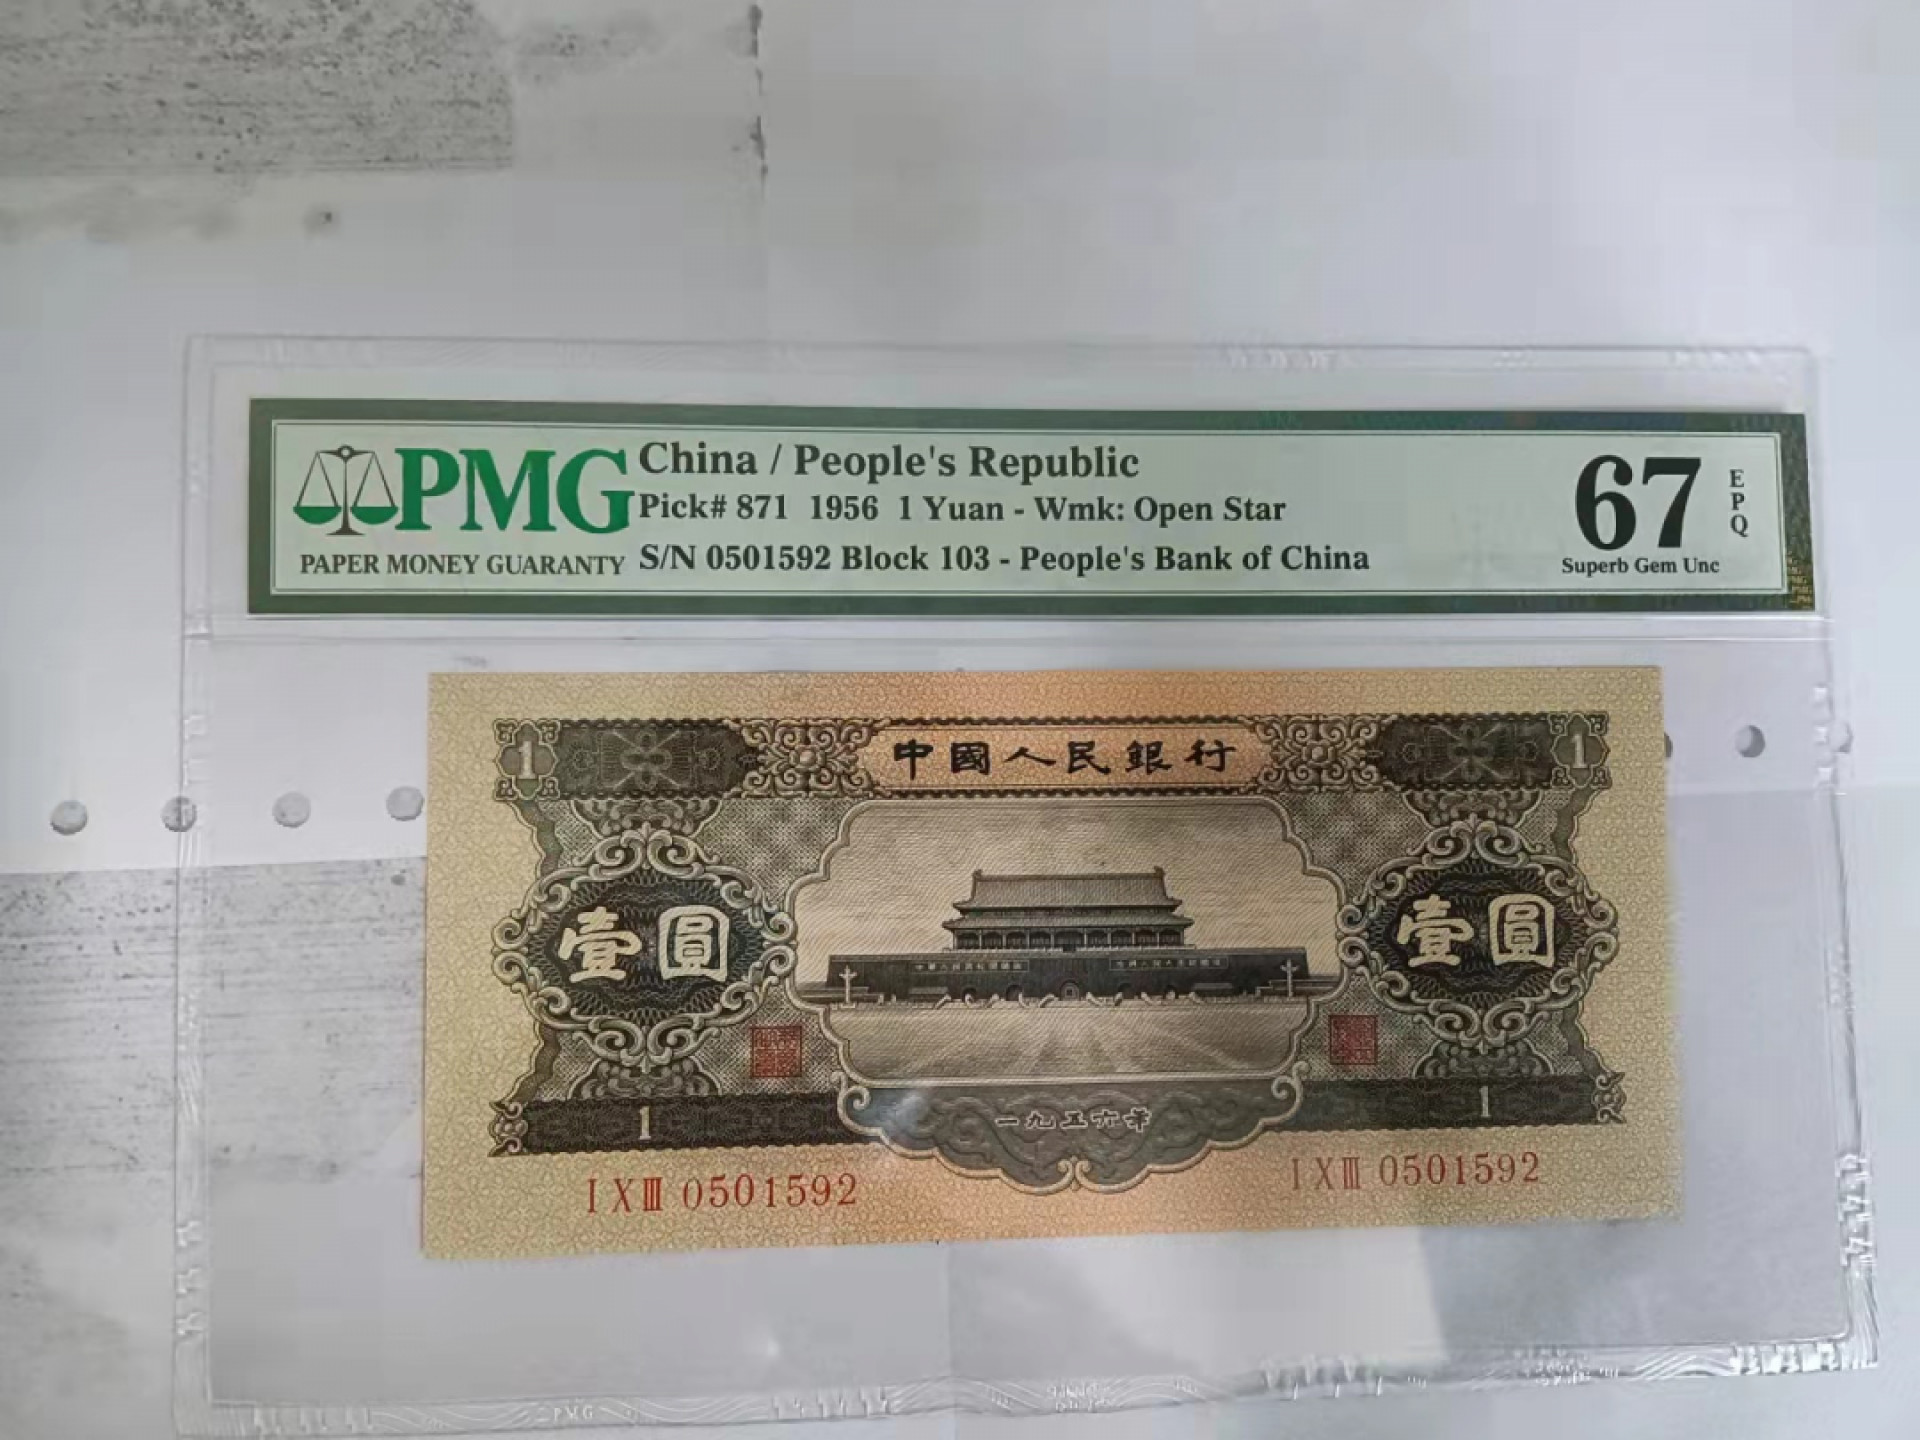 PMG
PAPER MONEY GUARANTY
China / People's Republic
Pick# 871 1956 1 Yuan - Wmk: Open Star
S/N 0501592 Block 103 - People's Bank of China
67
EPQ
Superb Gem Unc
中國人民銀行
1
1
壹圓
壹圓
一九五六年
1
1
I X III 0501592
I X III 0501592
PMG